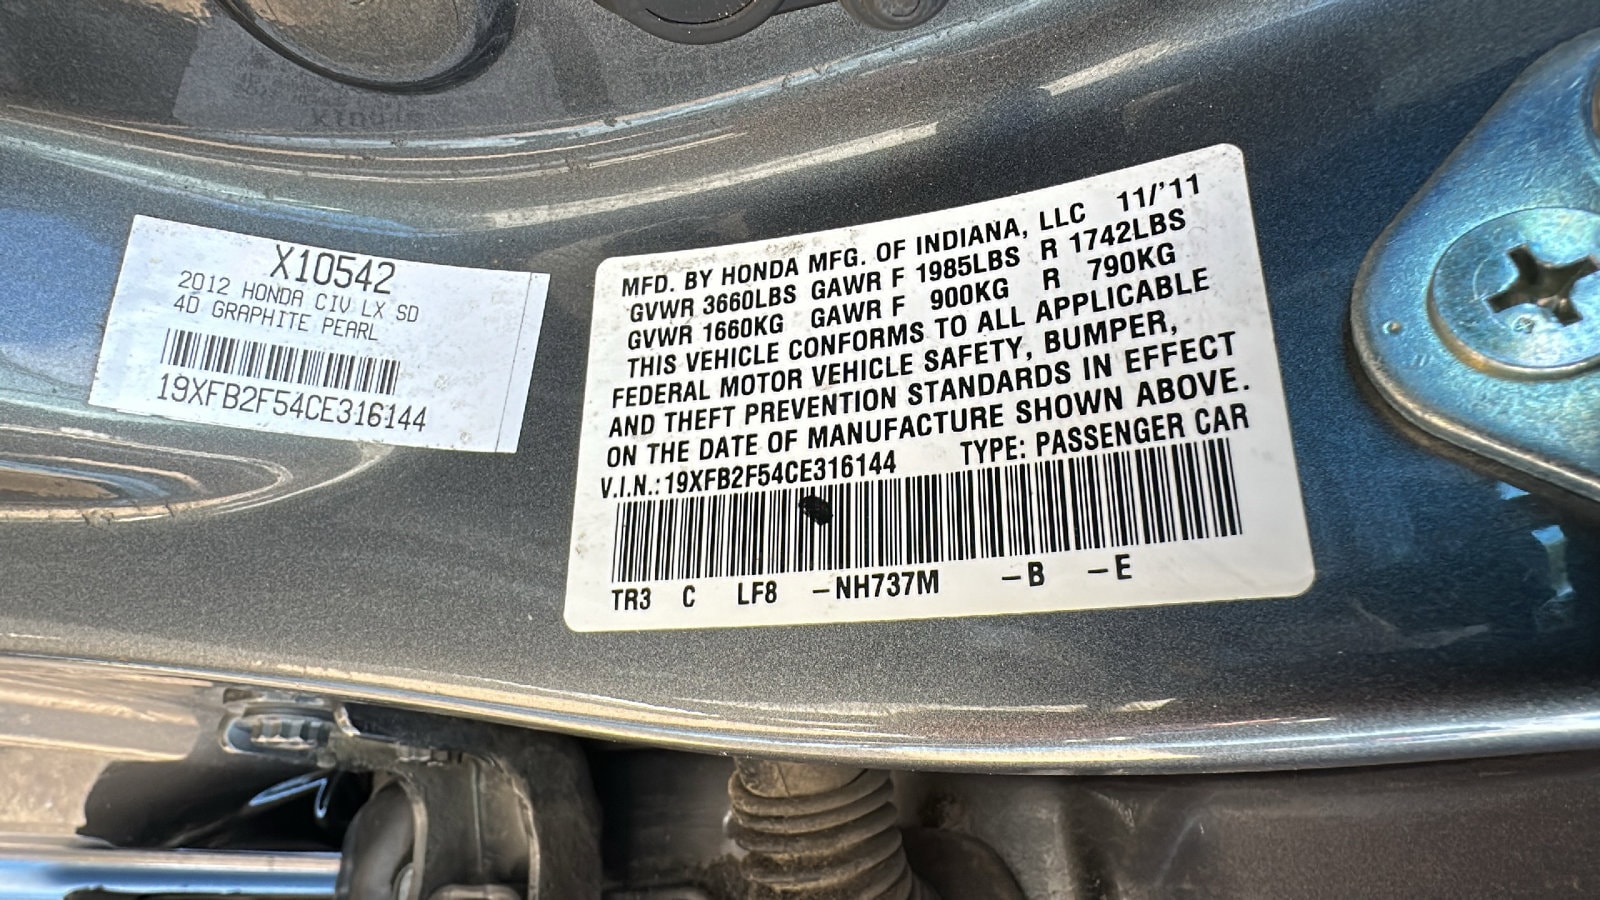 X10542
2012 HONDA CIV LX SD
4D GRAPHITE PEARL
19XFB2F54CE316144
MFD. BY HONDA MFG. OF INDIANA, LLC 11/'11
GVWR 3660LBS GAWR F 1985LBS R 1742LBS
GVWR 1660KG GAWR F 900KG R 790KG
THIS VEHICLE CONFORMS TO ALL APPLICABLE
FEDERAL MOTOR VEHICLE SAFETY, BUMPER,
AND THEFT PREVENTION STANDARDS IN EFFECT
ON THE DATE OF MANUFACTURE SHOWN ABOVE.
V.I.N.: 19XFB2F54CE316144 TYPE: PASSENGER CAR
TR3 C LF8 –NH737M –B –E